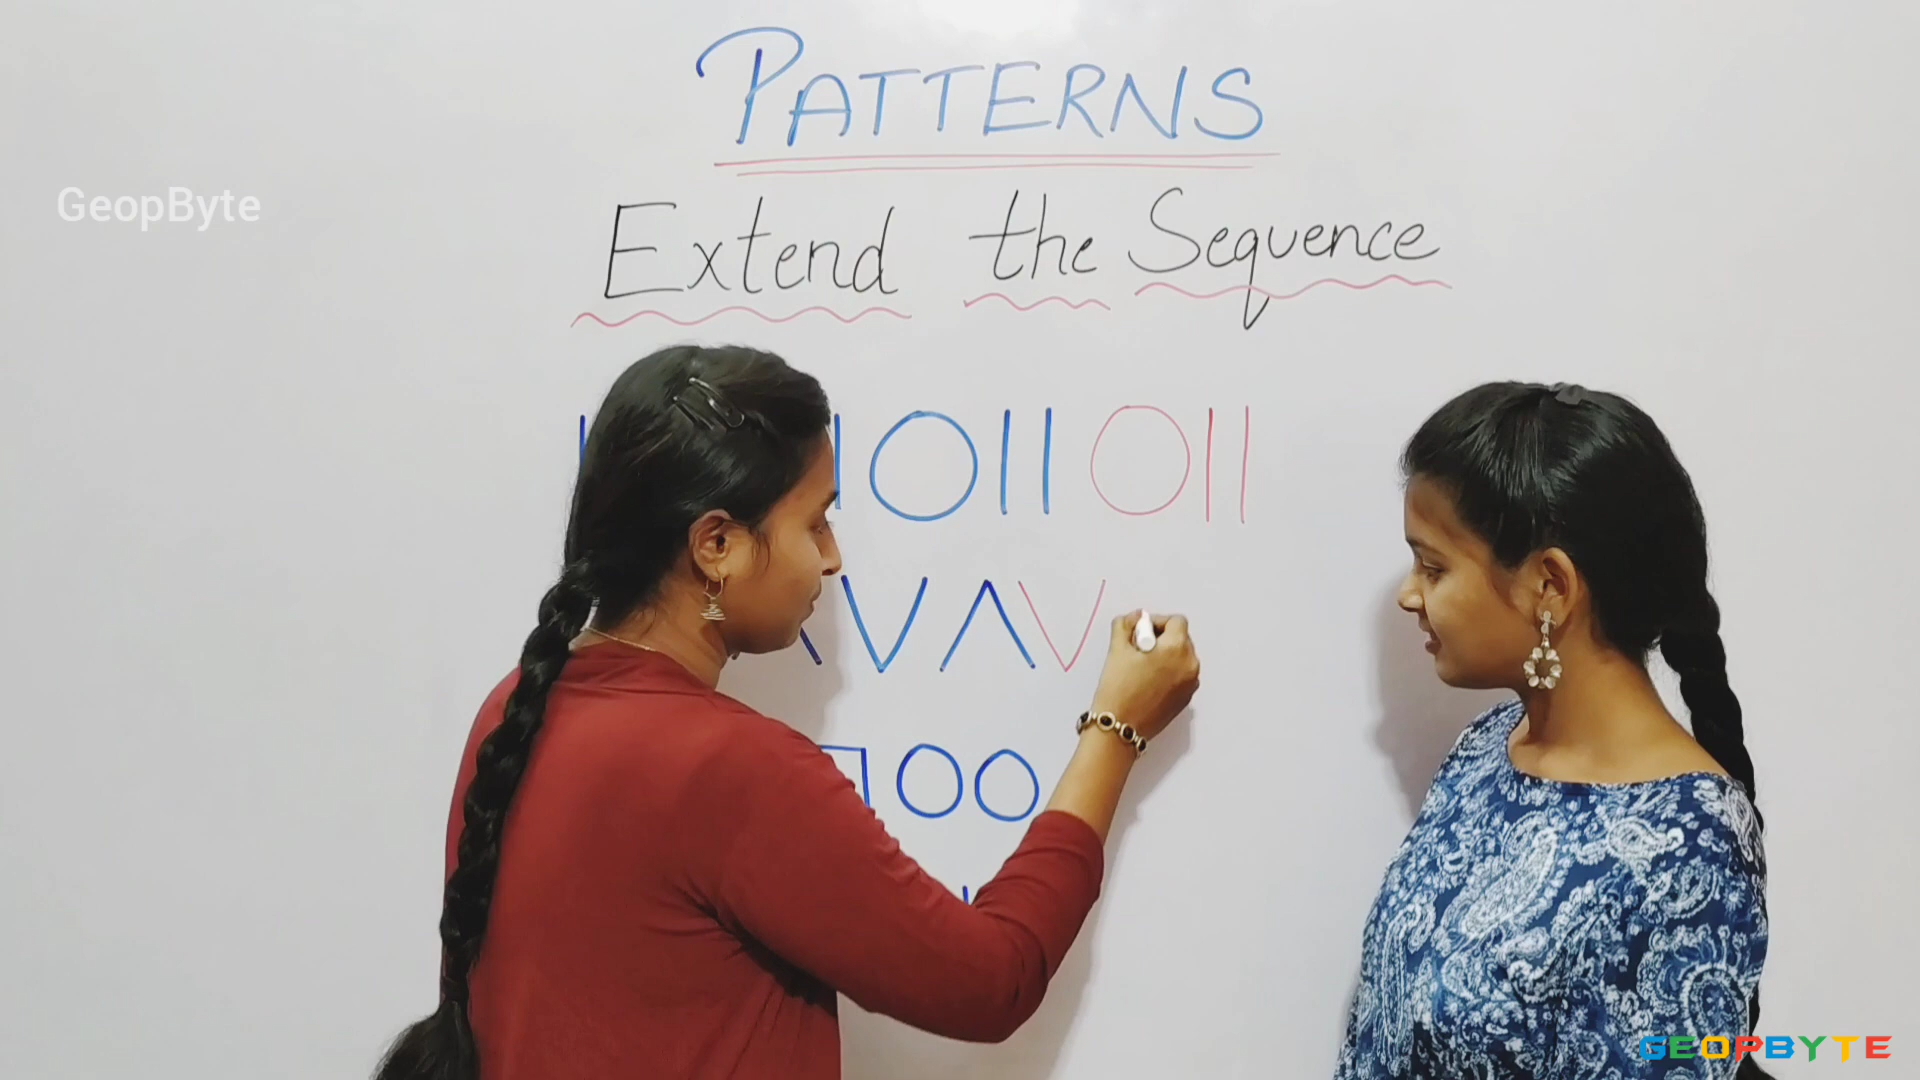 PATTERNS
GeopByte
Extend the Sequence
GEOPBYTE